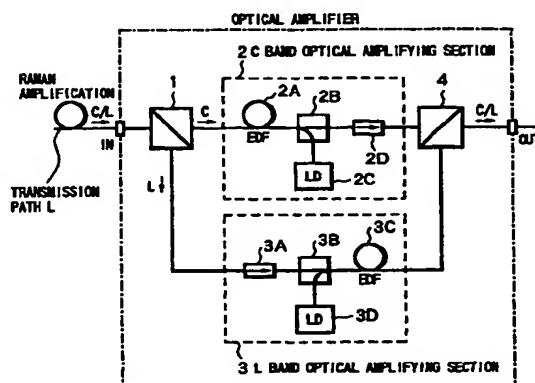 OPTICAL AMPLIFIER
2 C BAND OPTICAL AMPLIFYING SECTION
RAMAN
AMPLIFICATION
C/L
IN
1
C
2A
EDF
2B
2D
LD
2C
4
C/L
OUT
TRANSMISSION
PATH L
L
3A
3B
3C
EDF
LD
3D
3 L BAND OPTICAL AMPLIFYING SECTION